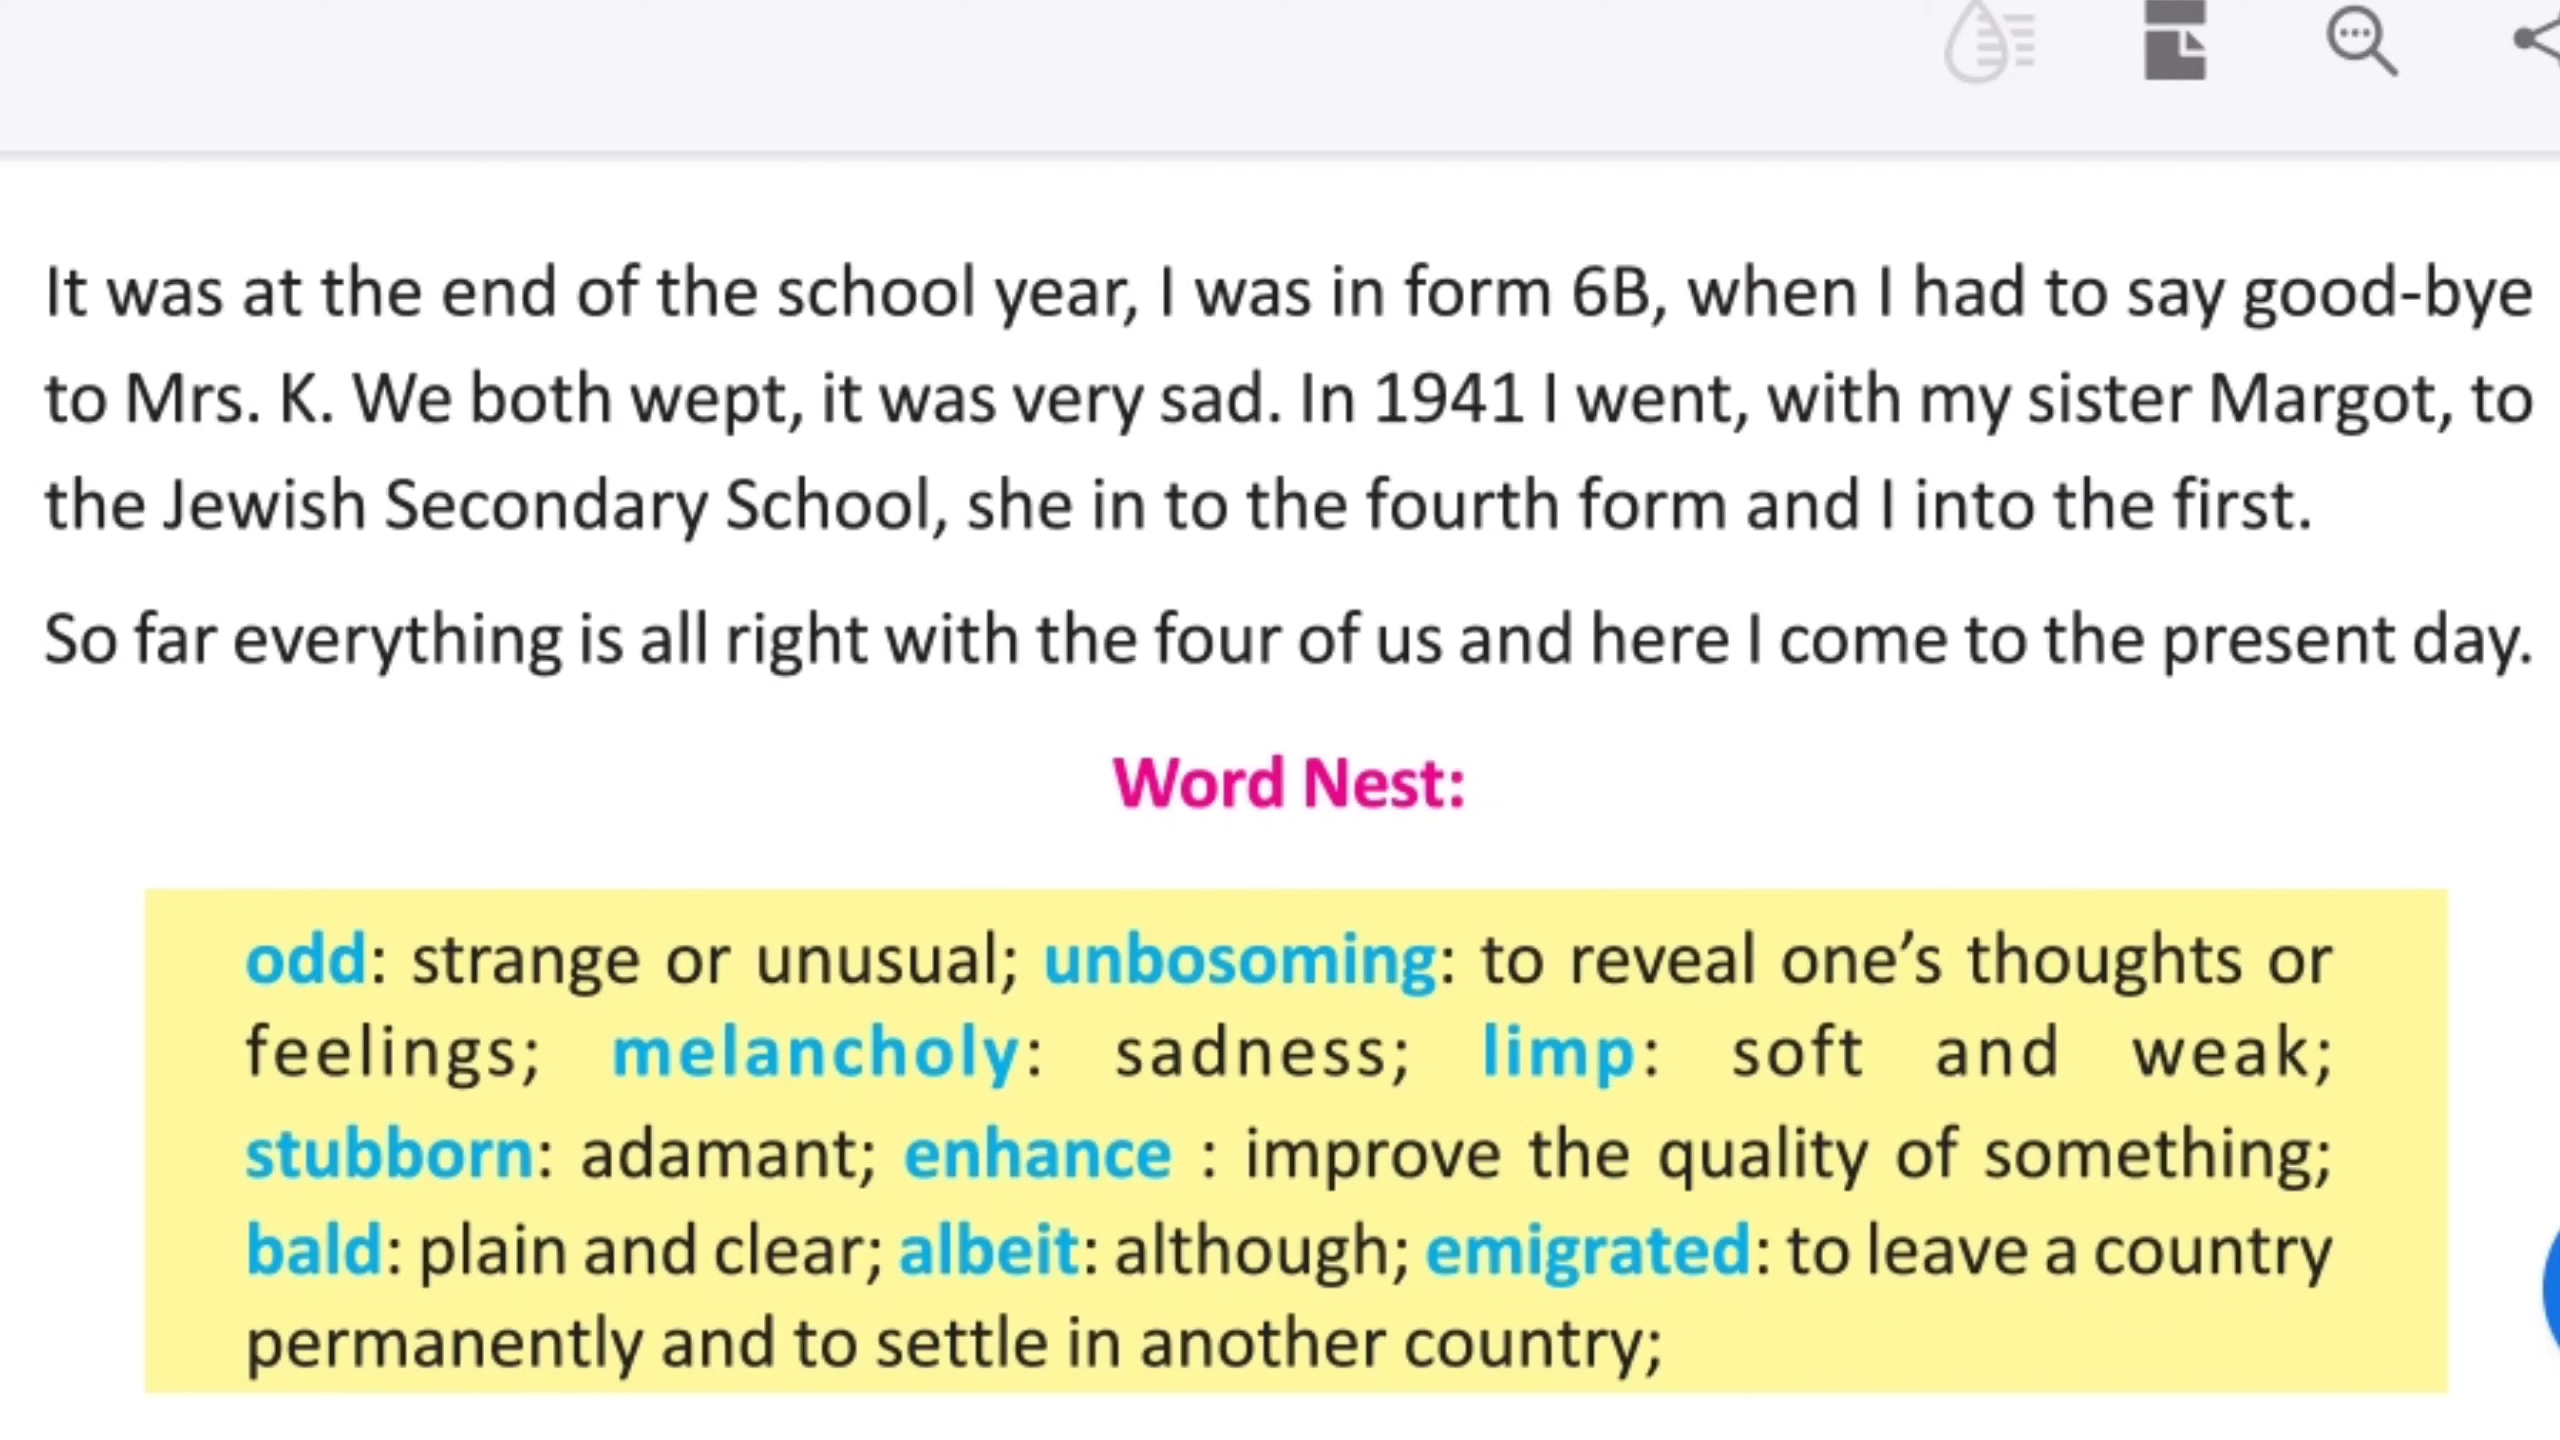 It was at the end of the school year, I was in form 6B, when I had to say good-bye
to Mrs. K. We both wept, it was very sad. In 1941 I went, with my sister Margot, to
the Jewish Secondary School, she in to the fourth form and I into the first.
So far everything is all right with the four of us and here I come to the present day.
Word Nest:
odd: strange or unusual; unbosoming: to reveal one’s thoughts or
feelings; melancholy: sadness; limp: soft and weak;
stubborn: adamant; enhance : improve the quality of something;
bald: plain and clear; albeit: although; emigrated: to leave a country
permanently and to settle in another country;